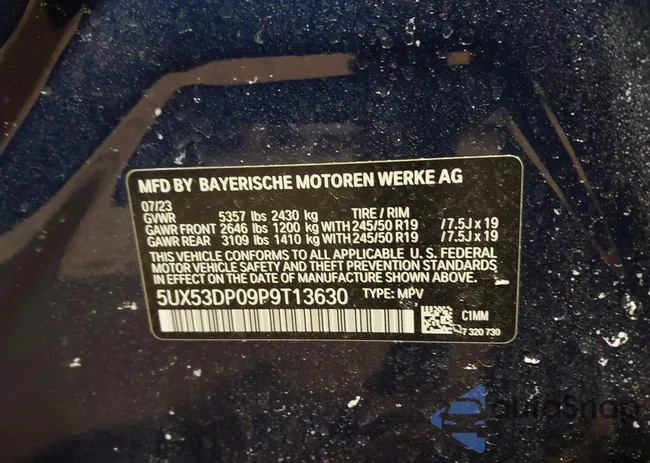 MFD BY BAYERISCHE MOTOREN WERKE AG
07/23
GVWR 5357 lbs 2430 kg TIRE / RIM
GAWR FRONT 2646 lbs 1200 kg WITH 245/50 R19 / 7.5J x 19
GAWR REAR 3109 lbs 1410 kg WITH 245/50 R19 / 7.5J x 19
THIS VEHICLE CONFORMS TO ALL APPLICABLE U. S. FEDERAL
MOTOR VEHICLE SAFETY, BUMPER, AND THEFT PREVENTION STANDARDS
IN EFFECT ON THE DATE OF MANUFACTURE SHOWN ABOVE.
5UX53DP09P9T13630 TYPE: MPV
C1MM
7 320 730
autoSnap